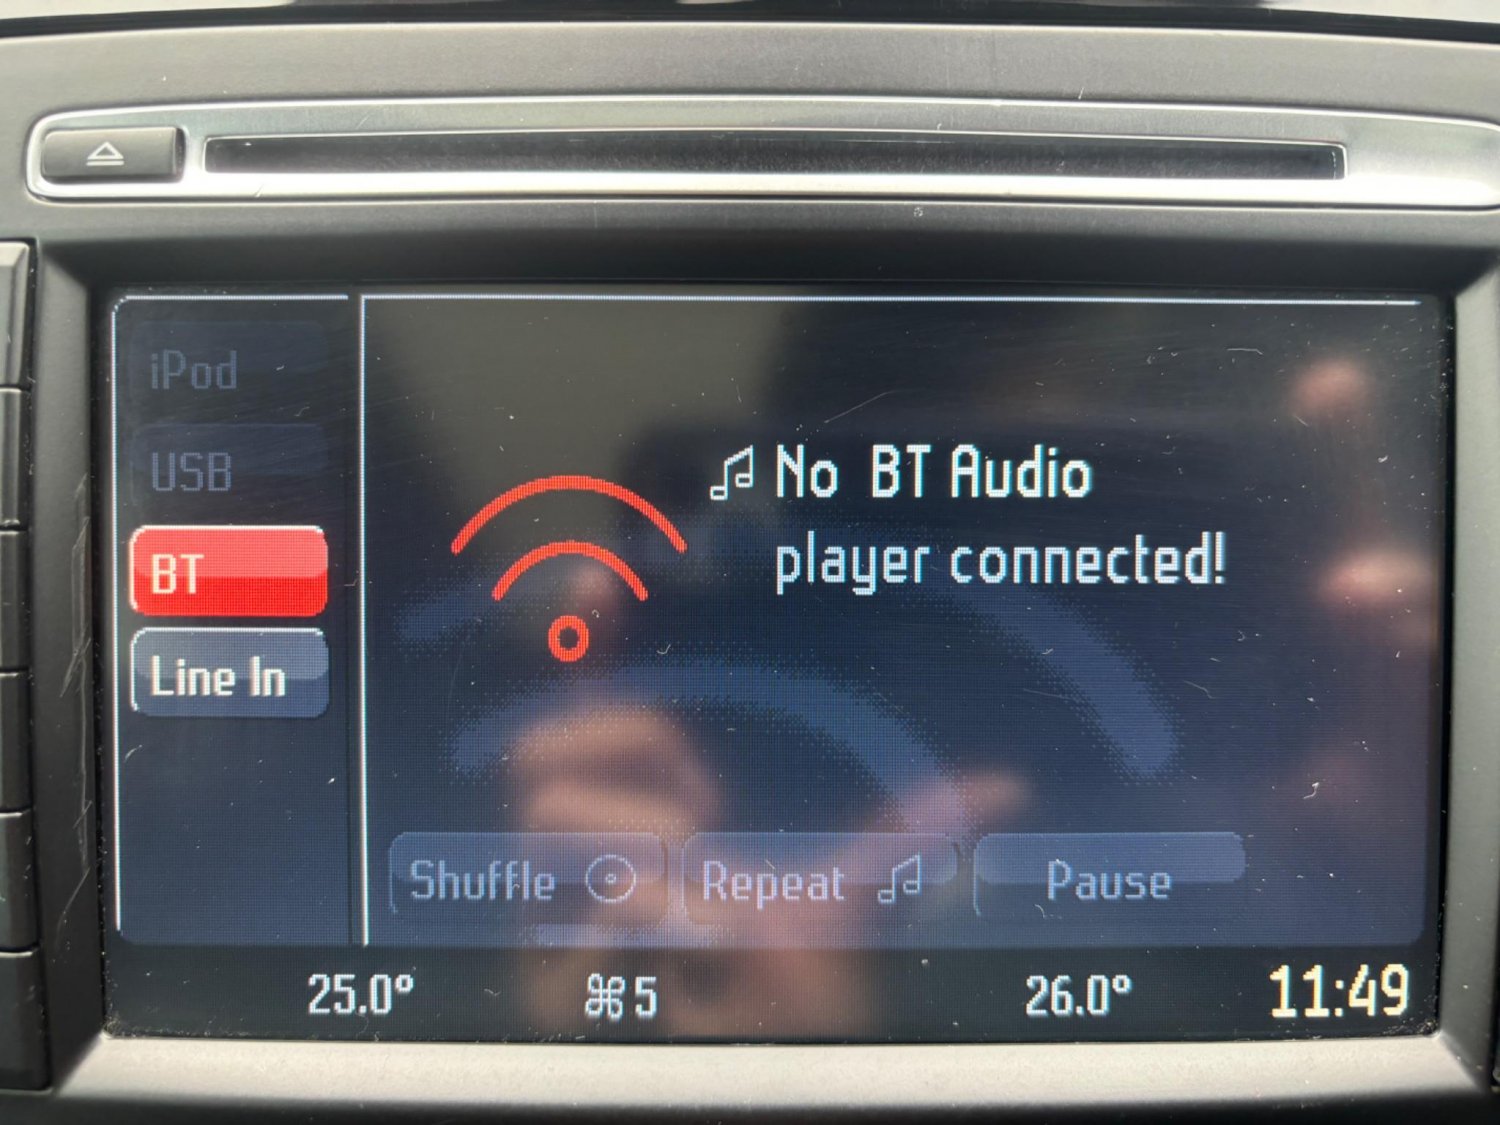 iPod
USB
BT
Line In
No BT Audio
player connected!
Shuffle
Repeat
Pause
25.0°
5
26.0°
11:49